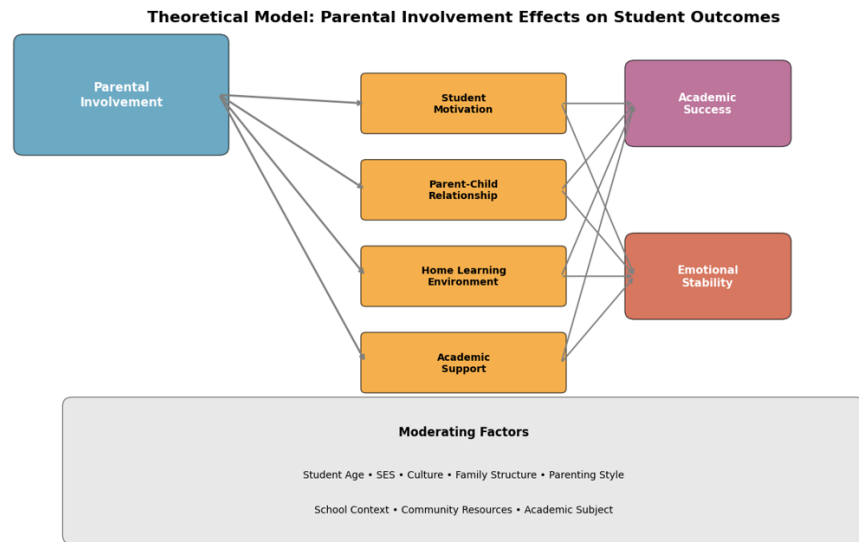 Theoretical Model: Parental Involvement Effects on Student Outcomes
Parental
Involvement
Student
Motivation
Academic
Success
Parent-Child
Relationship
Home Learning
Environment
Emotional
Stability
Academic
Support
Moderating Factors
Student Age • SES • Culture • Family Structure • Parenting Style
School Context • Community Resources • Academic Subject